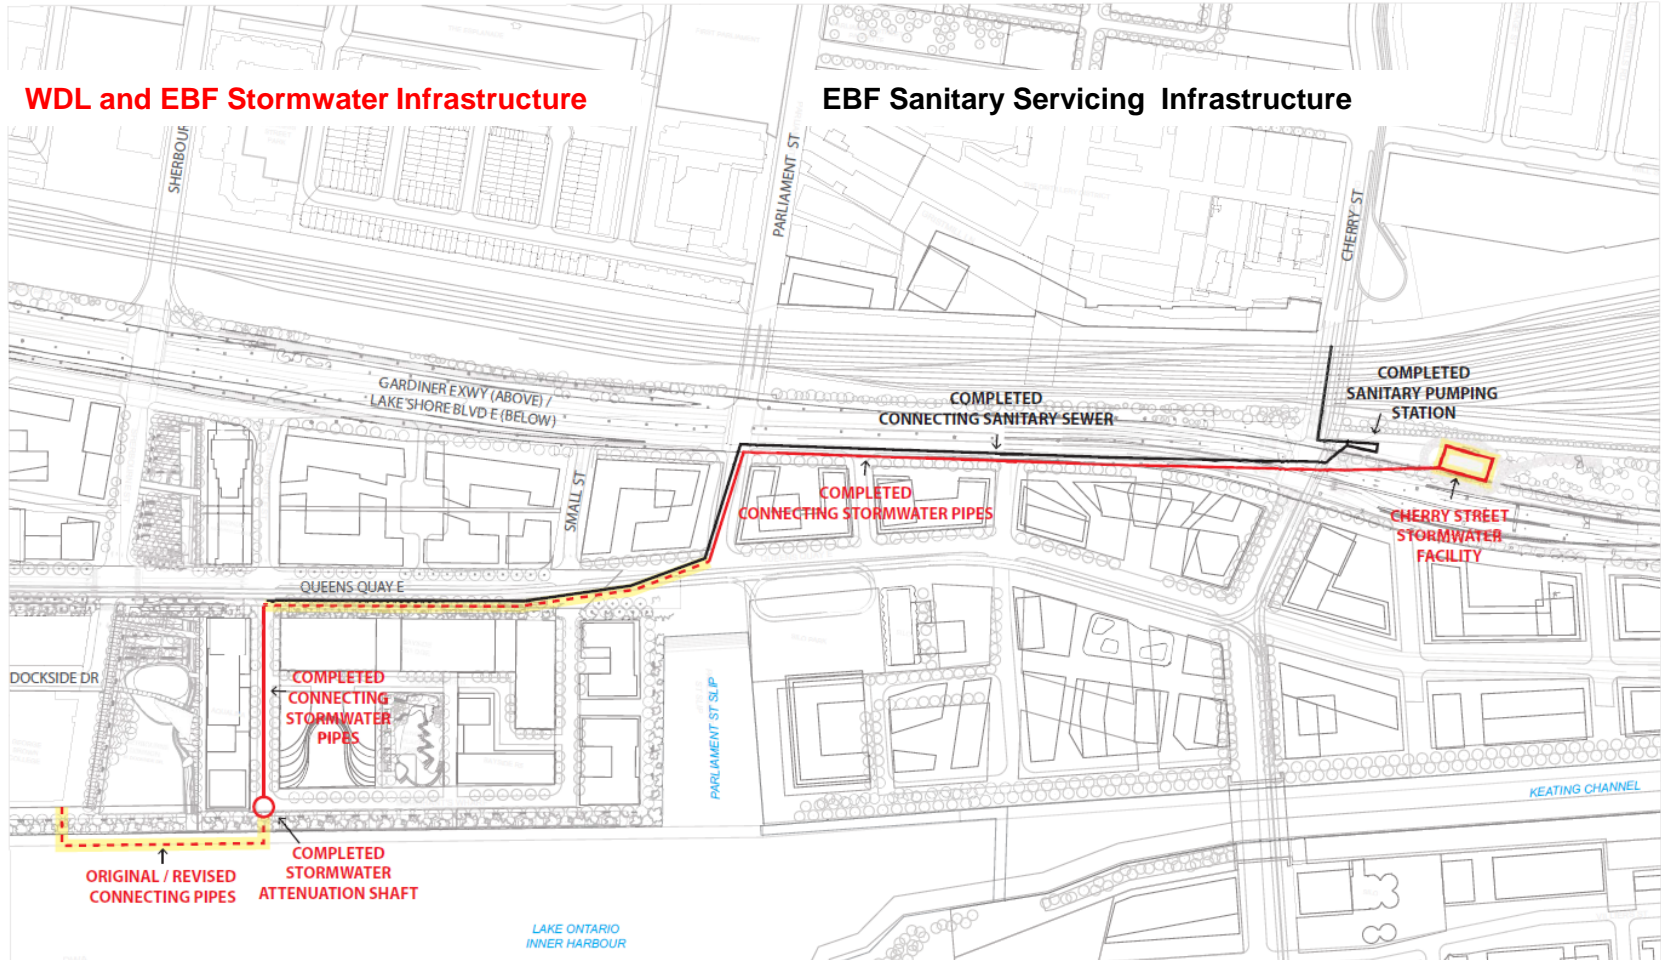 WDL and EBF Stormwater Infrastructure
EBF Sanitary Servicing Infrastructure
SHERBOUR
PARLIAMENT ST
CHERRY ST
GARDINER EXWY (ABOVE) /
LAKE SHORE BLVD E (BELOW)
COMPLETED
CONNECTING SANITARY SEWER
COMPLETED
SANITARY PUMPING
STATION
SMALL ST
COMPLETED
CONNECTING STORMWATER PIPES
CHERRY STREET
STORMWATER
FACILITY
QUEENS QUAY E
DOCKSIDE DR
COMPLETED
CONNECTING
STORMWATER
PIPES
PARLIAMENT ST SLIP
KEATING CHANNEL
ORIGINAL / REVISED
CONNECTING PIPES
COMPLETED
STORMWATER
ATTENUATION SHAFT
LAKE ONTARIO
INNER HARBOUR